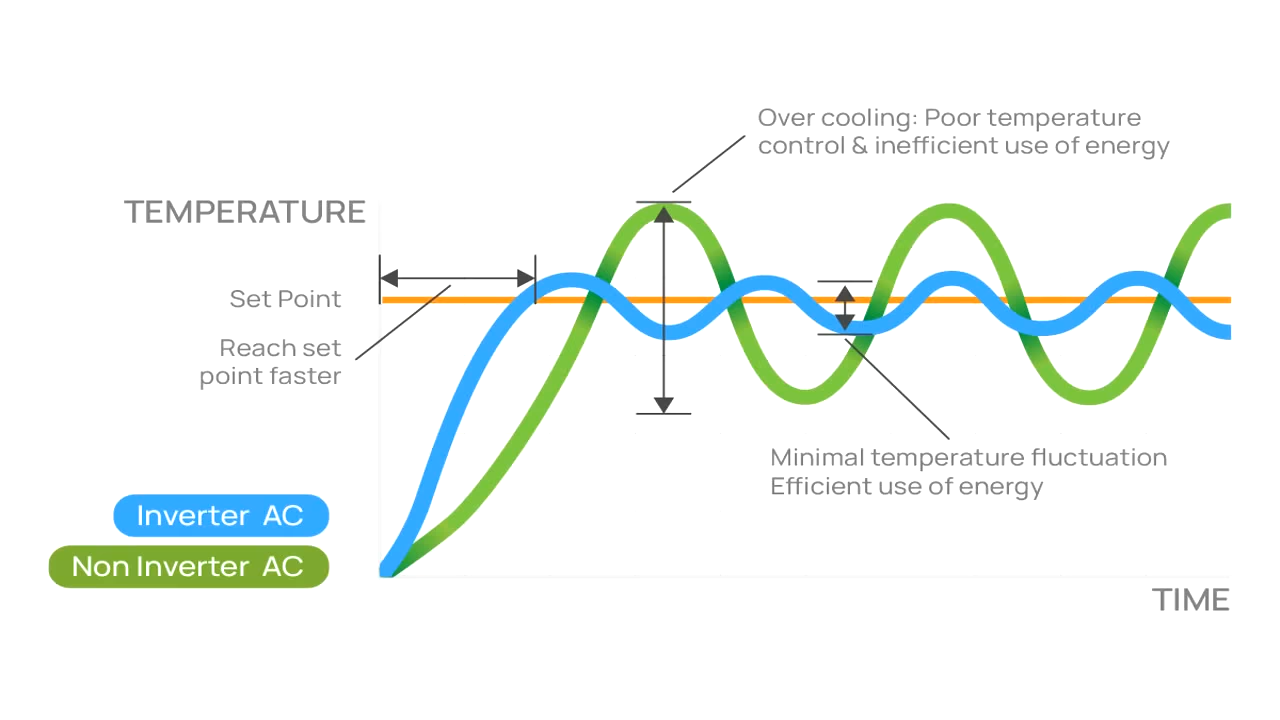 Over cooling: Poor temperature
control & inefficient use of energy
TEMPERATURE
Set Point
Reach set
point faster
Minimal temperature fluctuation
Efficient use of energy
Inverter AC
Non Inverter AC
TIME